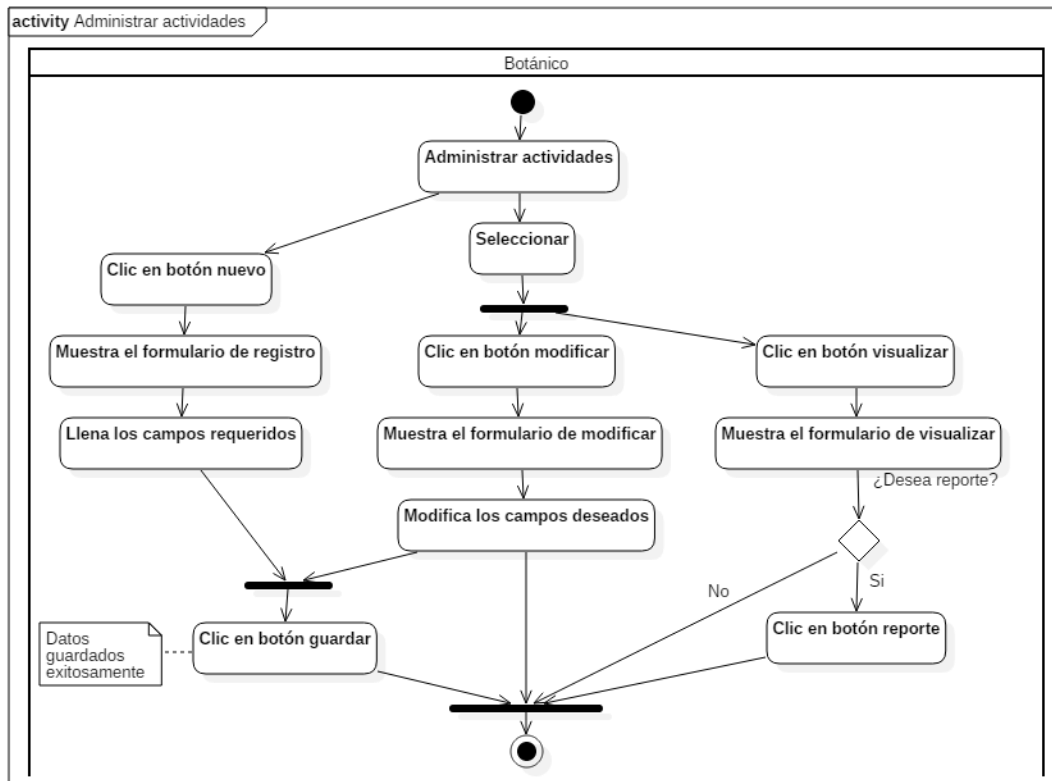 activity Administrar actividades
Botánico
Administrar actividades
Seleccionar
Clic en botón nuevo
Muestra el formulario de registro
Clic en botón modificar
Clic en botón visualizar
Llena los campos requeridos
Muestra el formulario de modificar
Muestra el formulario de visualizar
¿Desea reporte?
Modifica los campos deseados
No
Si
Datos
guardados
exitosamente
Clic en botón guardar
Clic en botón reporte